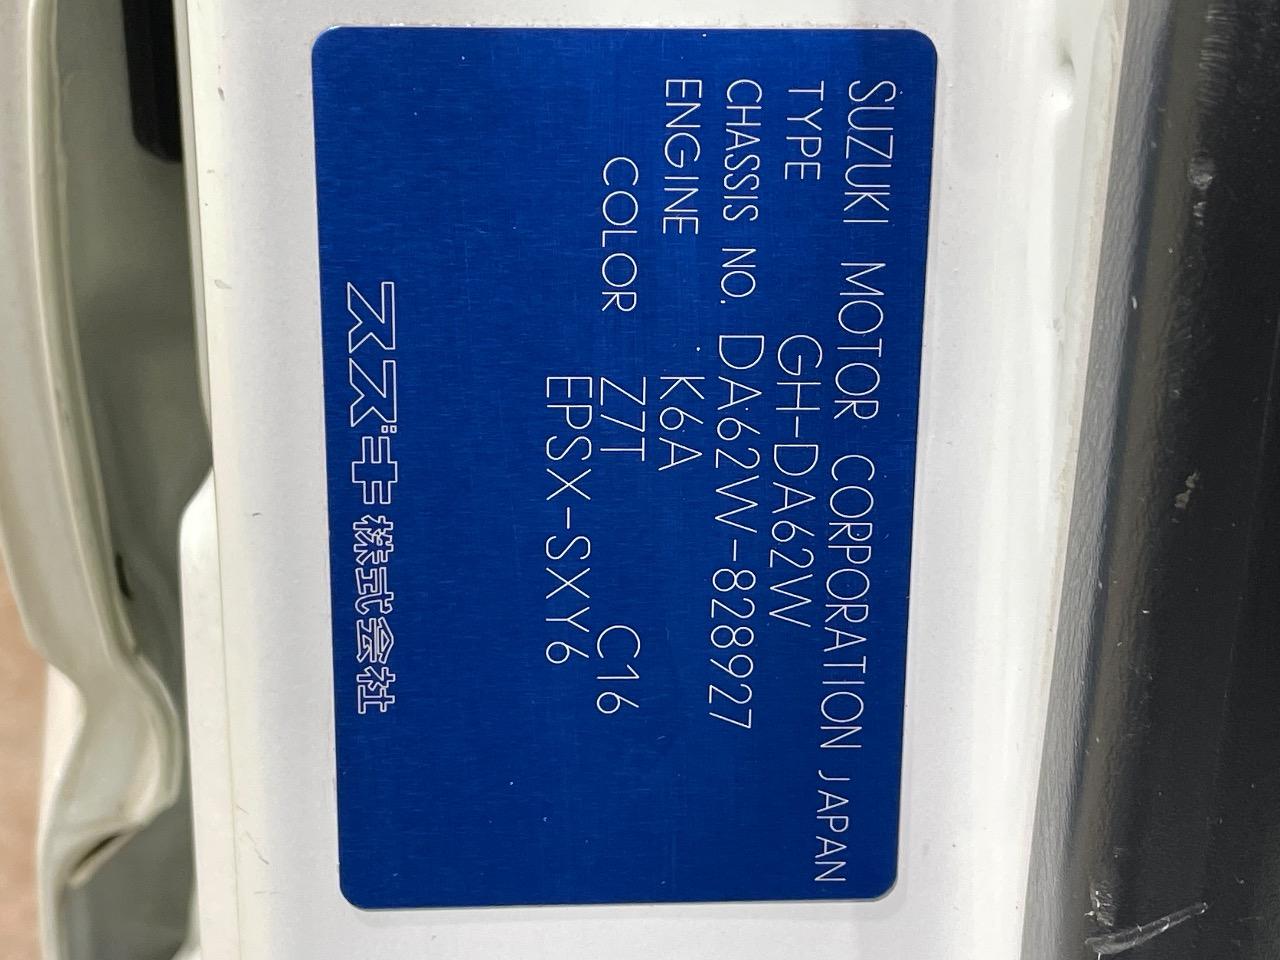 SUZUKI MOTOR CORPORATION JAPAN
TYPE GH-DA62W
CHASSIS NO. DA62W-828927
ENGINE K6A
COLOR Z7T C16
EPSX-SXY6
スズキ株式会社